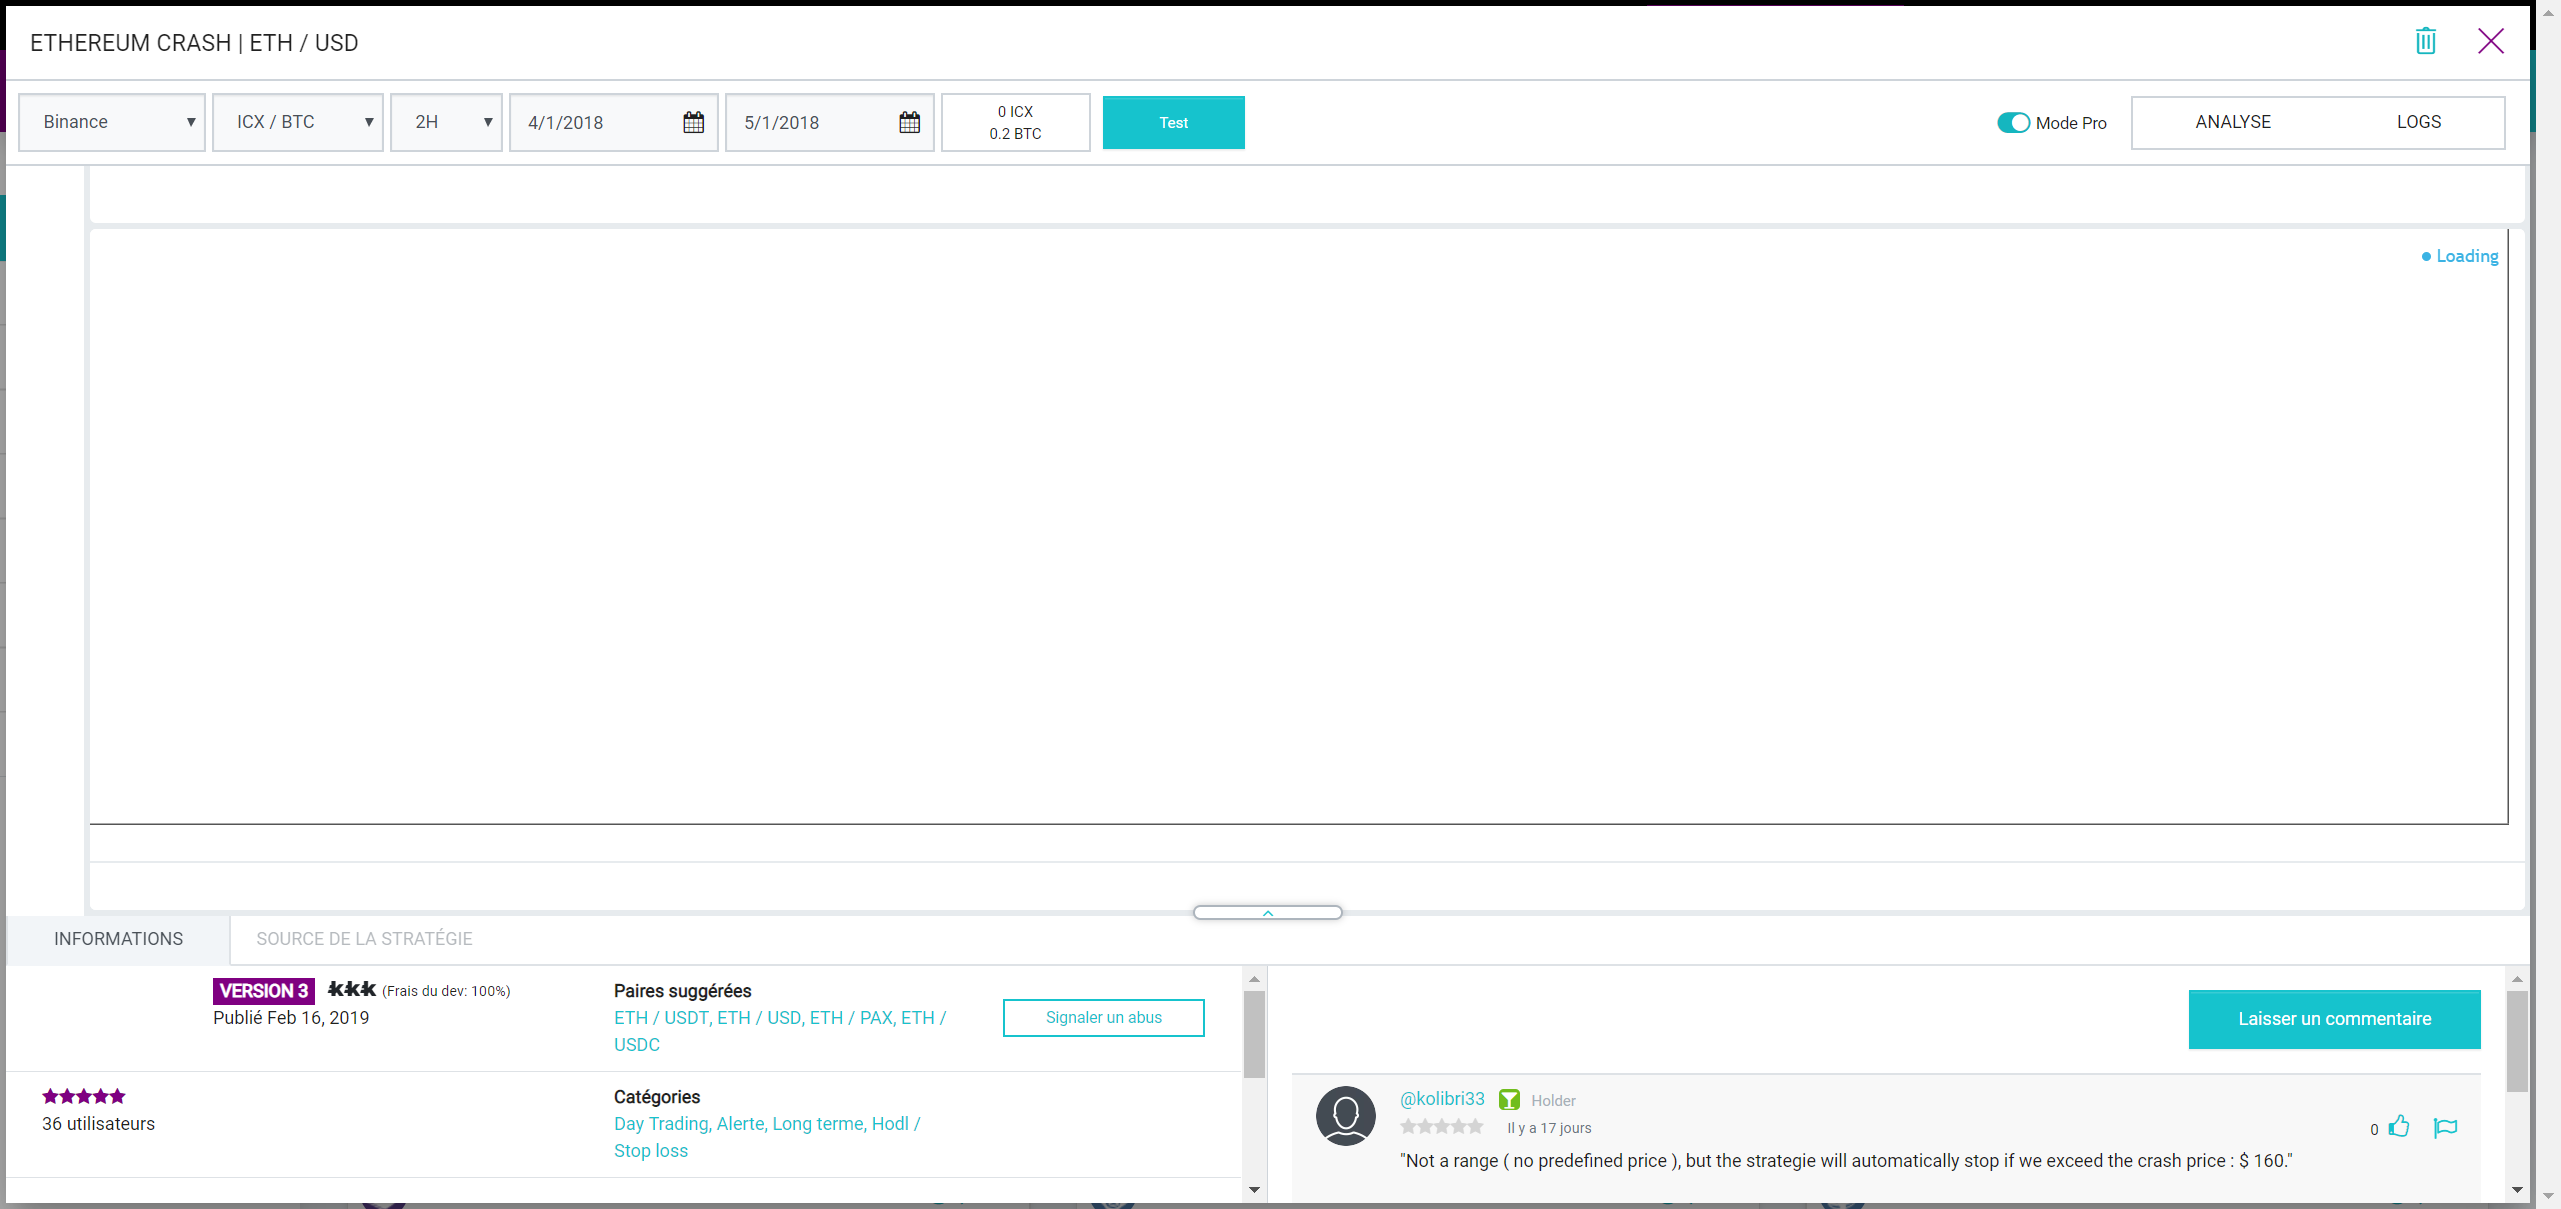 ETHEREUM CRASH | ETH / USD
Binance
ICX / BTC
2H
4/1/2018
5/1/2018
0 ICX
0.2 BTC
Test
Mode Pro
ANALYSE
LOGS
Loading
INFORMATIONS
SOURCE DE LA STRATÉGIE
VERSION 3 kkk (Frais du dev: 100%)
Publié Feb 16, 2019
Paires suggérées
ETH / USDT, ETH / USD, ETH / PAX, ETH /
USDC
Signaler un abus
36 utilisateurs
Catégories
Day Trading, Alerte, Long terme, Hodl /
Stop loss
Laisser un commentaire
@kolibri33 Holder
Il y a 17 jours
0
"Not a range ( no predefined price ), but the strategie will automatically stop if we exceed the crash price : $ 160."